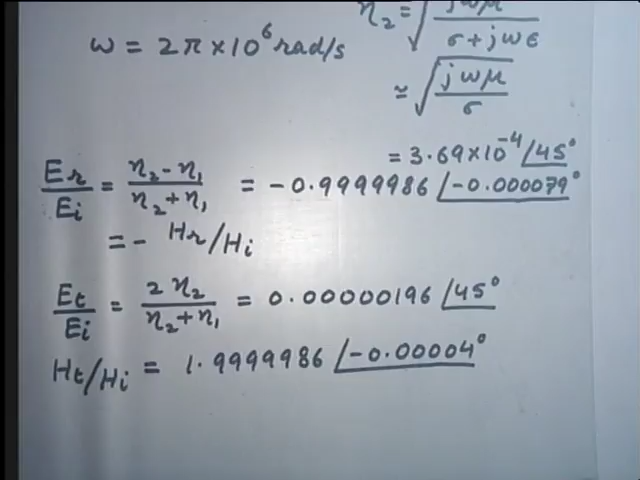 η₂ = √(jωμ / σ+jωϵ)
ω = 2π×10⁶ rad/s
≃ √(jωμ / σ)
= 3.69×10⁻⁴ /45°
Er/Ei = η₂-η₁ / η₂+η₁ = -0.9999986 /-0.000079°
= - Hr/Hi
Et/Ei = 2η₂ / η₂+η₁ = 0.00000196 /45°
Ht/Hi = 1.9999986 /-0.00004°